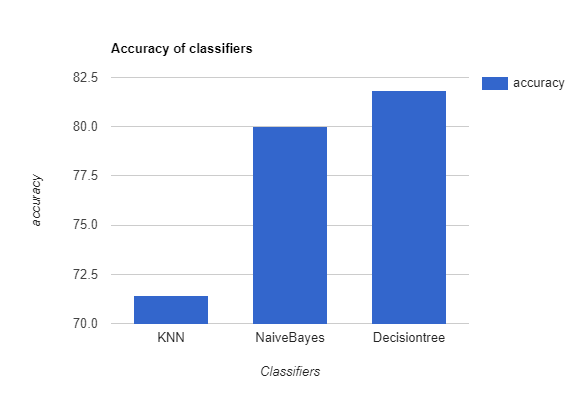 Accuracy of classifiers
82.5
accuracy
80.0
77.5
accuracy
75.0
72.5
70.0
KNN NaiveBayes Decisiontree
Classifiers